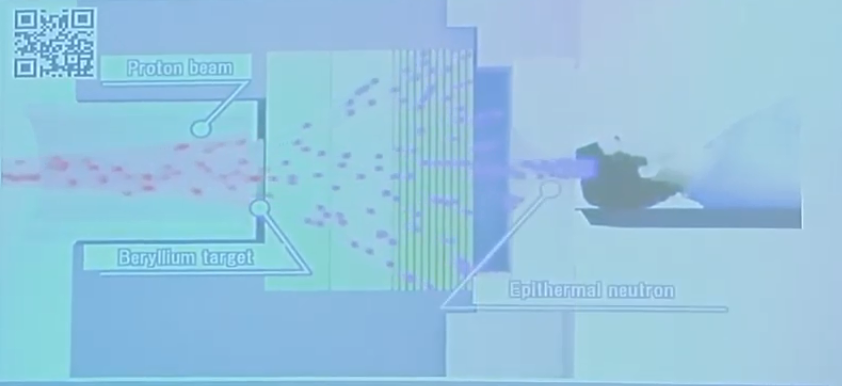 Proton beam
Beryllium target
Epithermal neutron